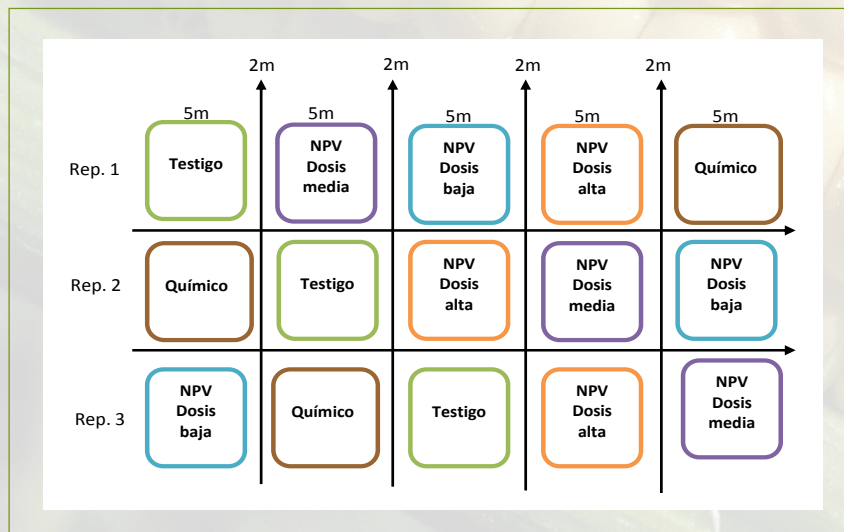 2m 2m 2m 2m
5m 5m 5m 5m
Rep. 1
Testigo
NPV
Dosis
media
NPV
Dosis
baja
NPV
Dosis
alta
Químico
Rep. 2
Químico
Testigo
NPV
Dosis
alta
NPV
Dosis
media
NPV
Dosis
baja
Rep. 3
NPV
Dosis
baja
Químico
Testigo
NPV
Dosis
alta
NPV
Dosis
media